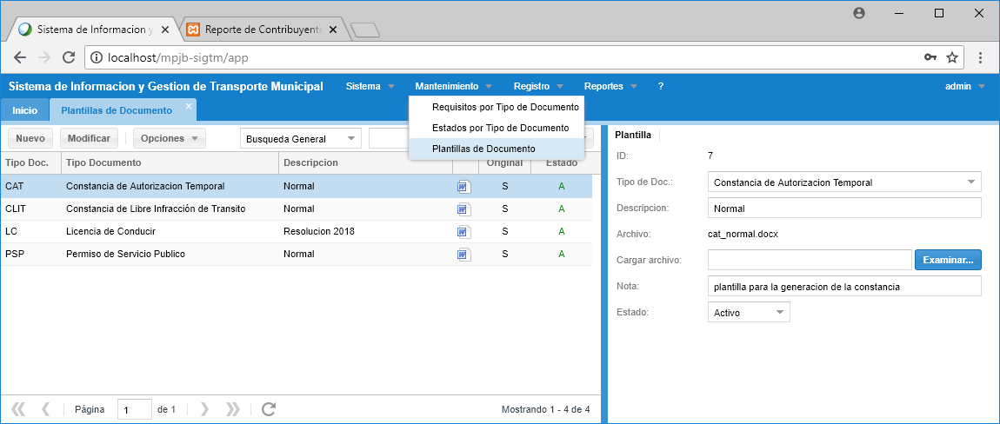 Sistema de Informacion y
Reporte de Contribuyente
localhost/mpjb-sigtm/app
Sistema de Informacion y Gestion de Transporte Municipal
Sistema
Mantenimiento
Registro
Reportes
?
admin
Inicio
Plantillas de Documento
Requisitos por Tipo de Documento
Estados por Tipo de Documento
Plantillas de Documento
Nuevo
Modificar
Opciones
Busqueda General
Tipo Doc. Tipo Documento Descripcion Original Estado
CAT Constancia de Autorizacion Temporal Normal S A
CLIT Constancia de Libre Infracción de Transito Normal S A
LC Licencia de Conducir Resolucion 2018 S A
PSP Permiso de Servicio Publico Normal S A
Página 1 de 1
Mostrando 1 - 4 de 4
Plantilla
ID: 7
Tipo de Doc.: Constancia de Autorizacion Temporal
Descripcion: Normal
Archivo: cat_normal.docx
Cargar archivo: Examinar...
Nota: plantilla para la generacion de la constancia
Estado: Activo